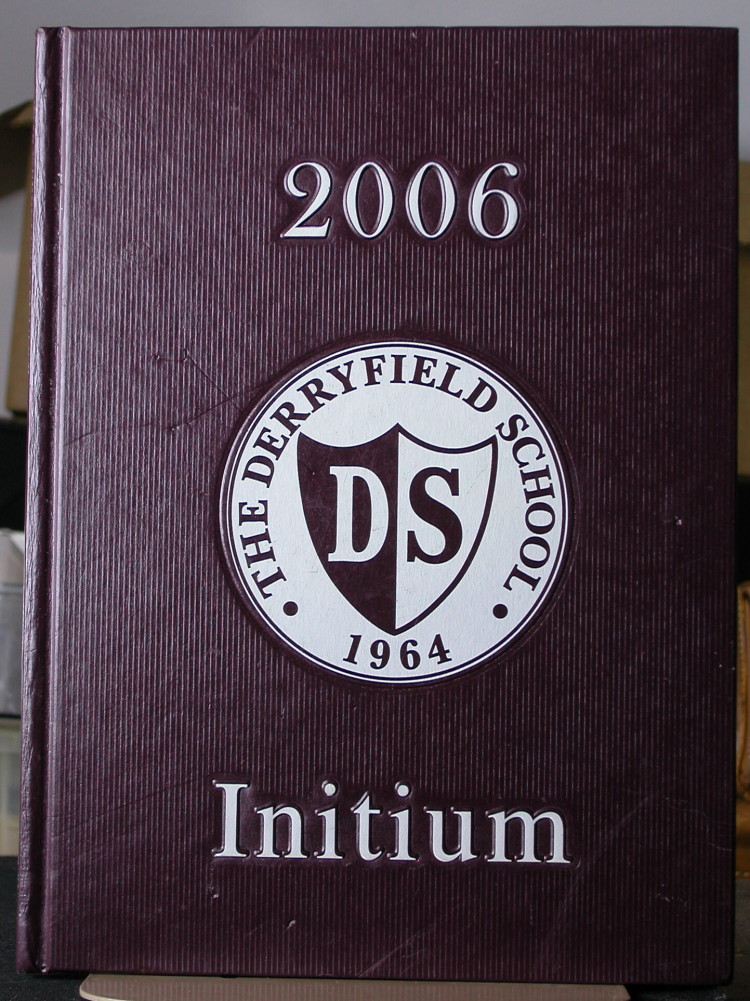 2006
THE DERRYFIELD SCHOOL
DS
1964
Initium